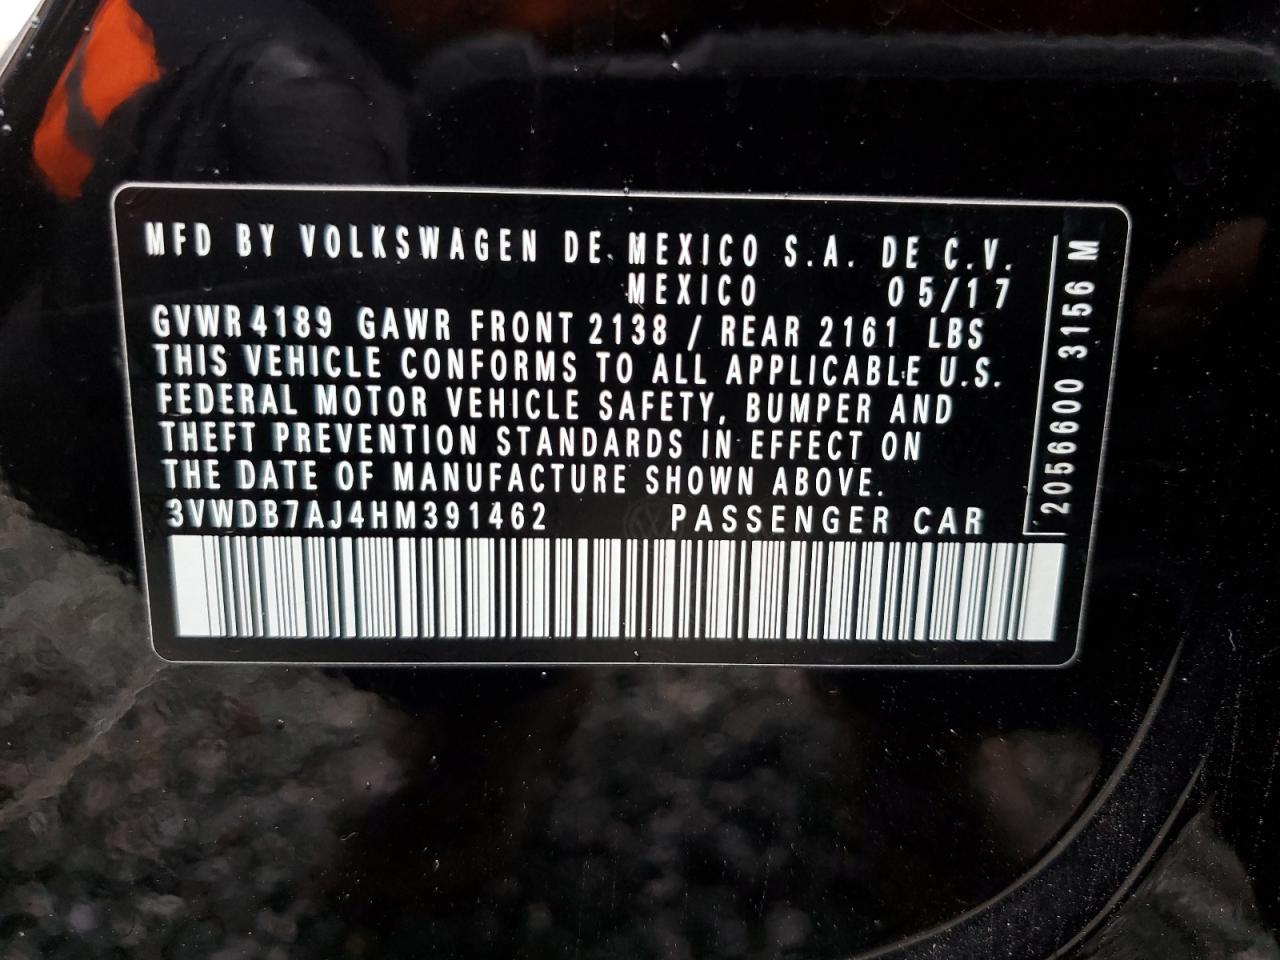 MFD BY VOLKSWAGEN DE MEXICO S.A. DE C.V.
MEXICO 05/17
GVWR 4189 GAWR FRONT 2138 / REAR 2161 LBS
THIS VEHICLE CONFORMS TO ALL APPLICABLE U.S.
FEDERAL MOTOR VEHICLE SAFETY, BUMPER AND
THEFT PREVENTION STANDARDS IN EFFECT ON
THE DATE OF MANUFACTURE SHOWN ABOVE.
3VWDB7AJ4HM391462 PASSENGER CAR
2056600 3156 M